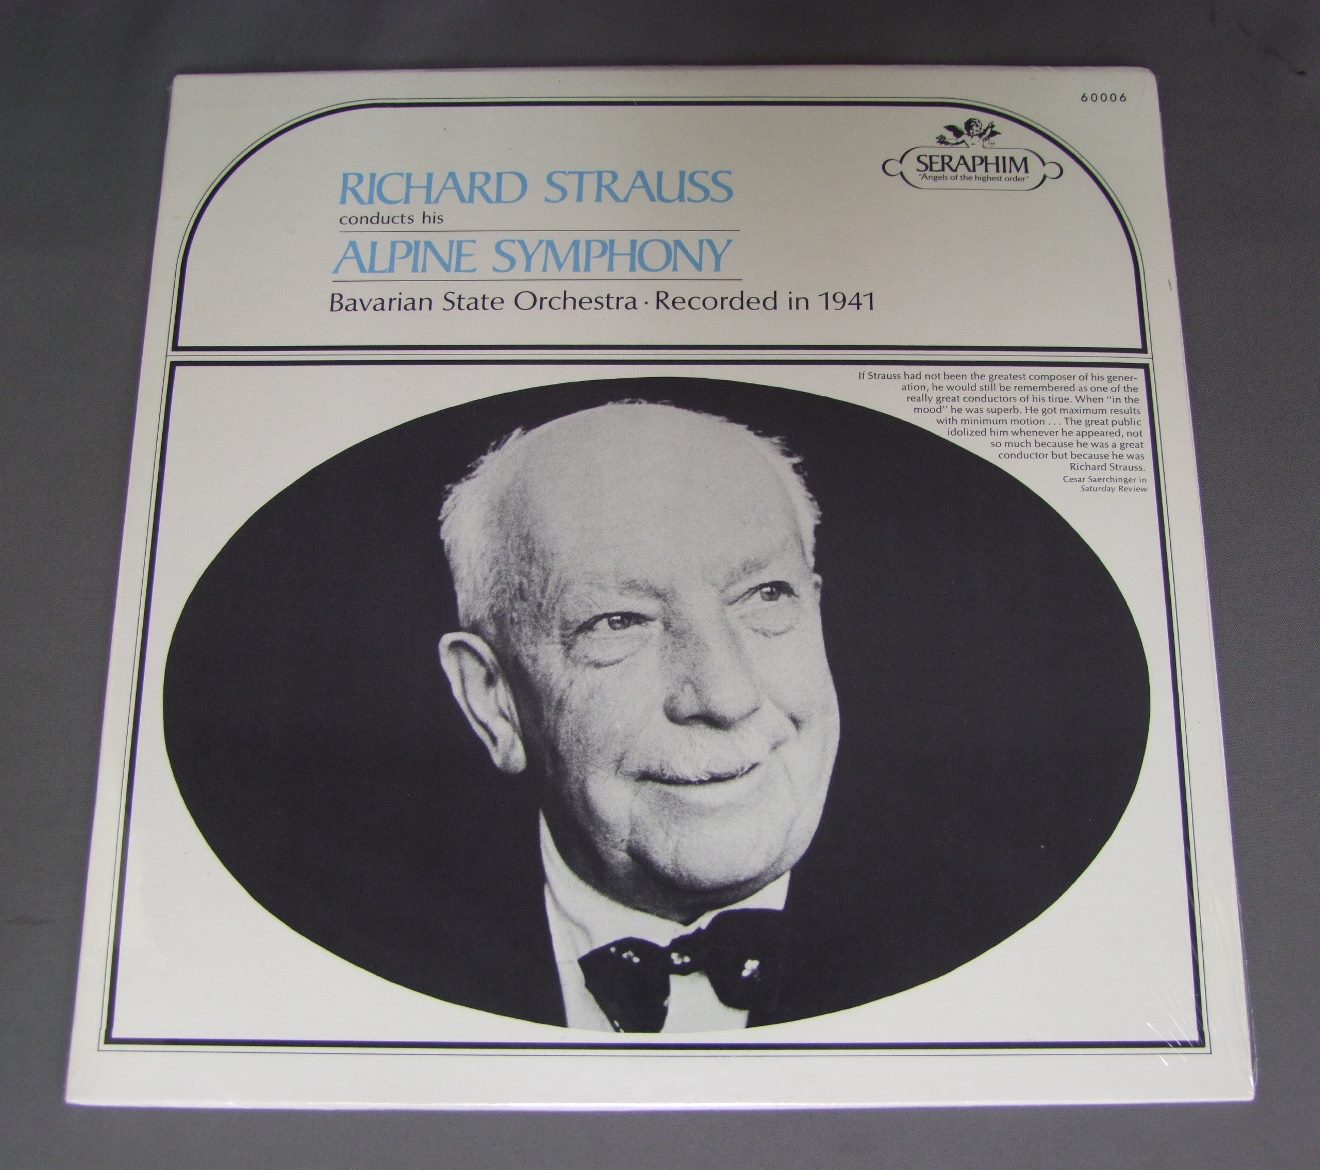 60006
SERAPHIM
"Angels of the highest order"
RICHARD STRAUSS
conducts his
ALPINE SYMPHONY
Bavarian State Orchestra · Recorded in 1941
If Strauss had not been the greatest composer of his gener-
ation, he would still be remembered as one of the
really great conductors of his time. When "in the
mood" he was superb. He got maximum results
with minimum motion . . . The great public
idolized him whenever he appeared, not
so much because he was a great
conductor but because he was
Richard Strauss.
Cesar Saerchinger in
Saturday Review